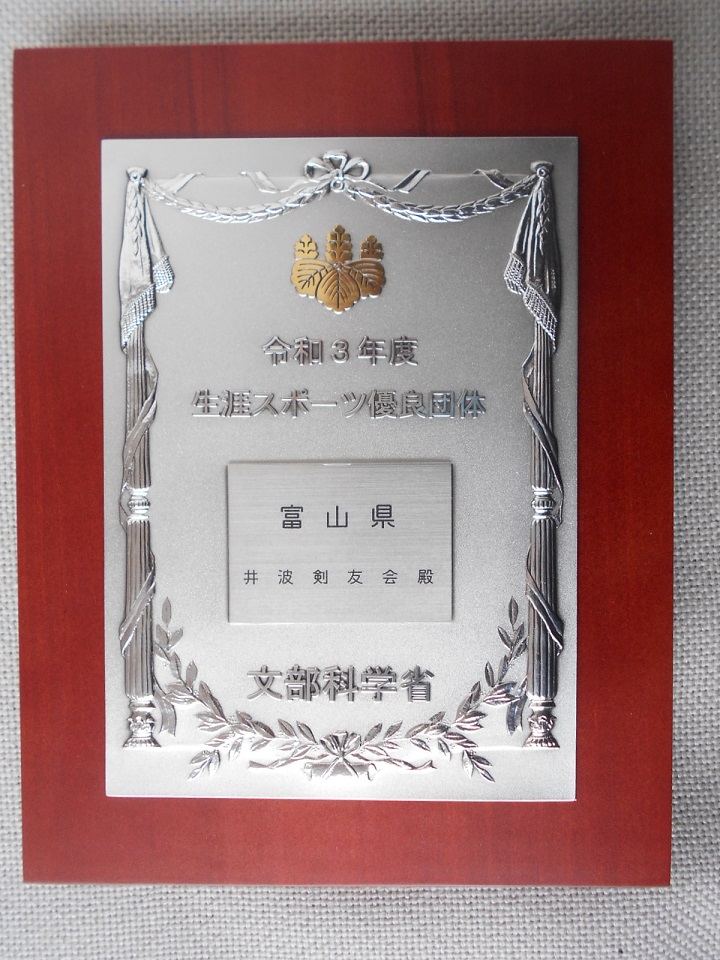 令和3年度
生涯スポーツ優良団体
富山県
井波剣友会殿
文部科学省